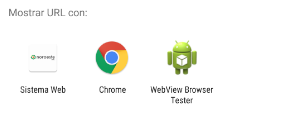 Mostrar URL con:
Sistema Web
Chrome
WebView Browser
Tester